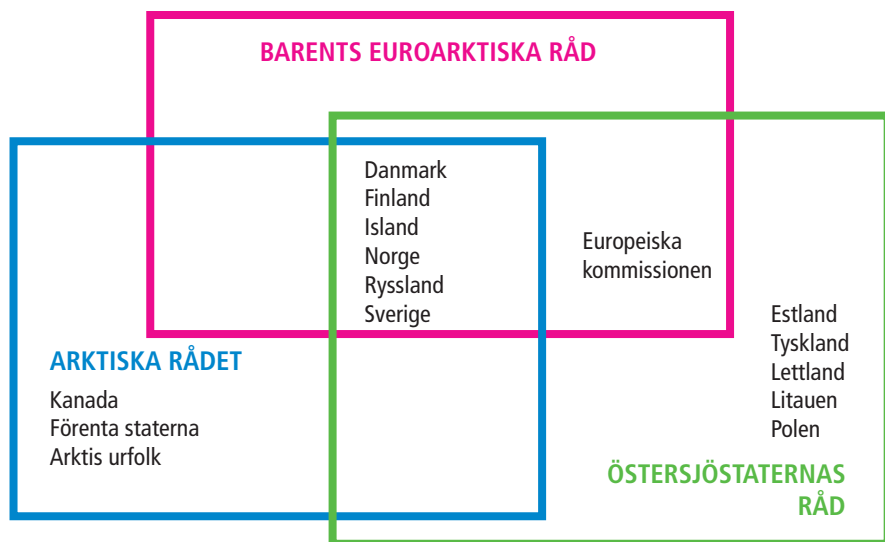 BARENTS EUROARKTISKA RÅD
Danmark
Finland
Island
Norge
Ryssland
Sverige
Europeiska
kommissionen
ARKTISKA RÅDET
Kanada
Förenta staterna
Arktis urfolk
Estland
Tyskland
Lettland
Litauen
Polen
ÖSTERSJÖSTATERNAS
RÅD